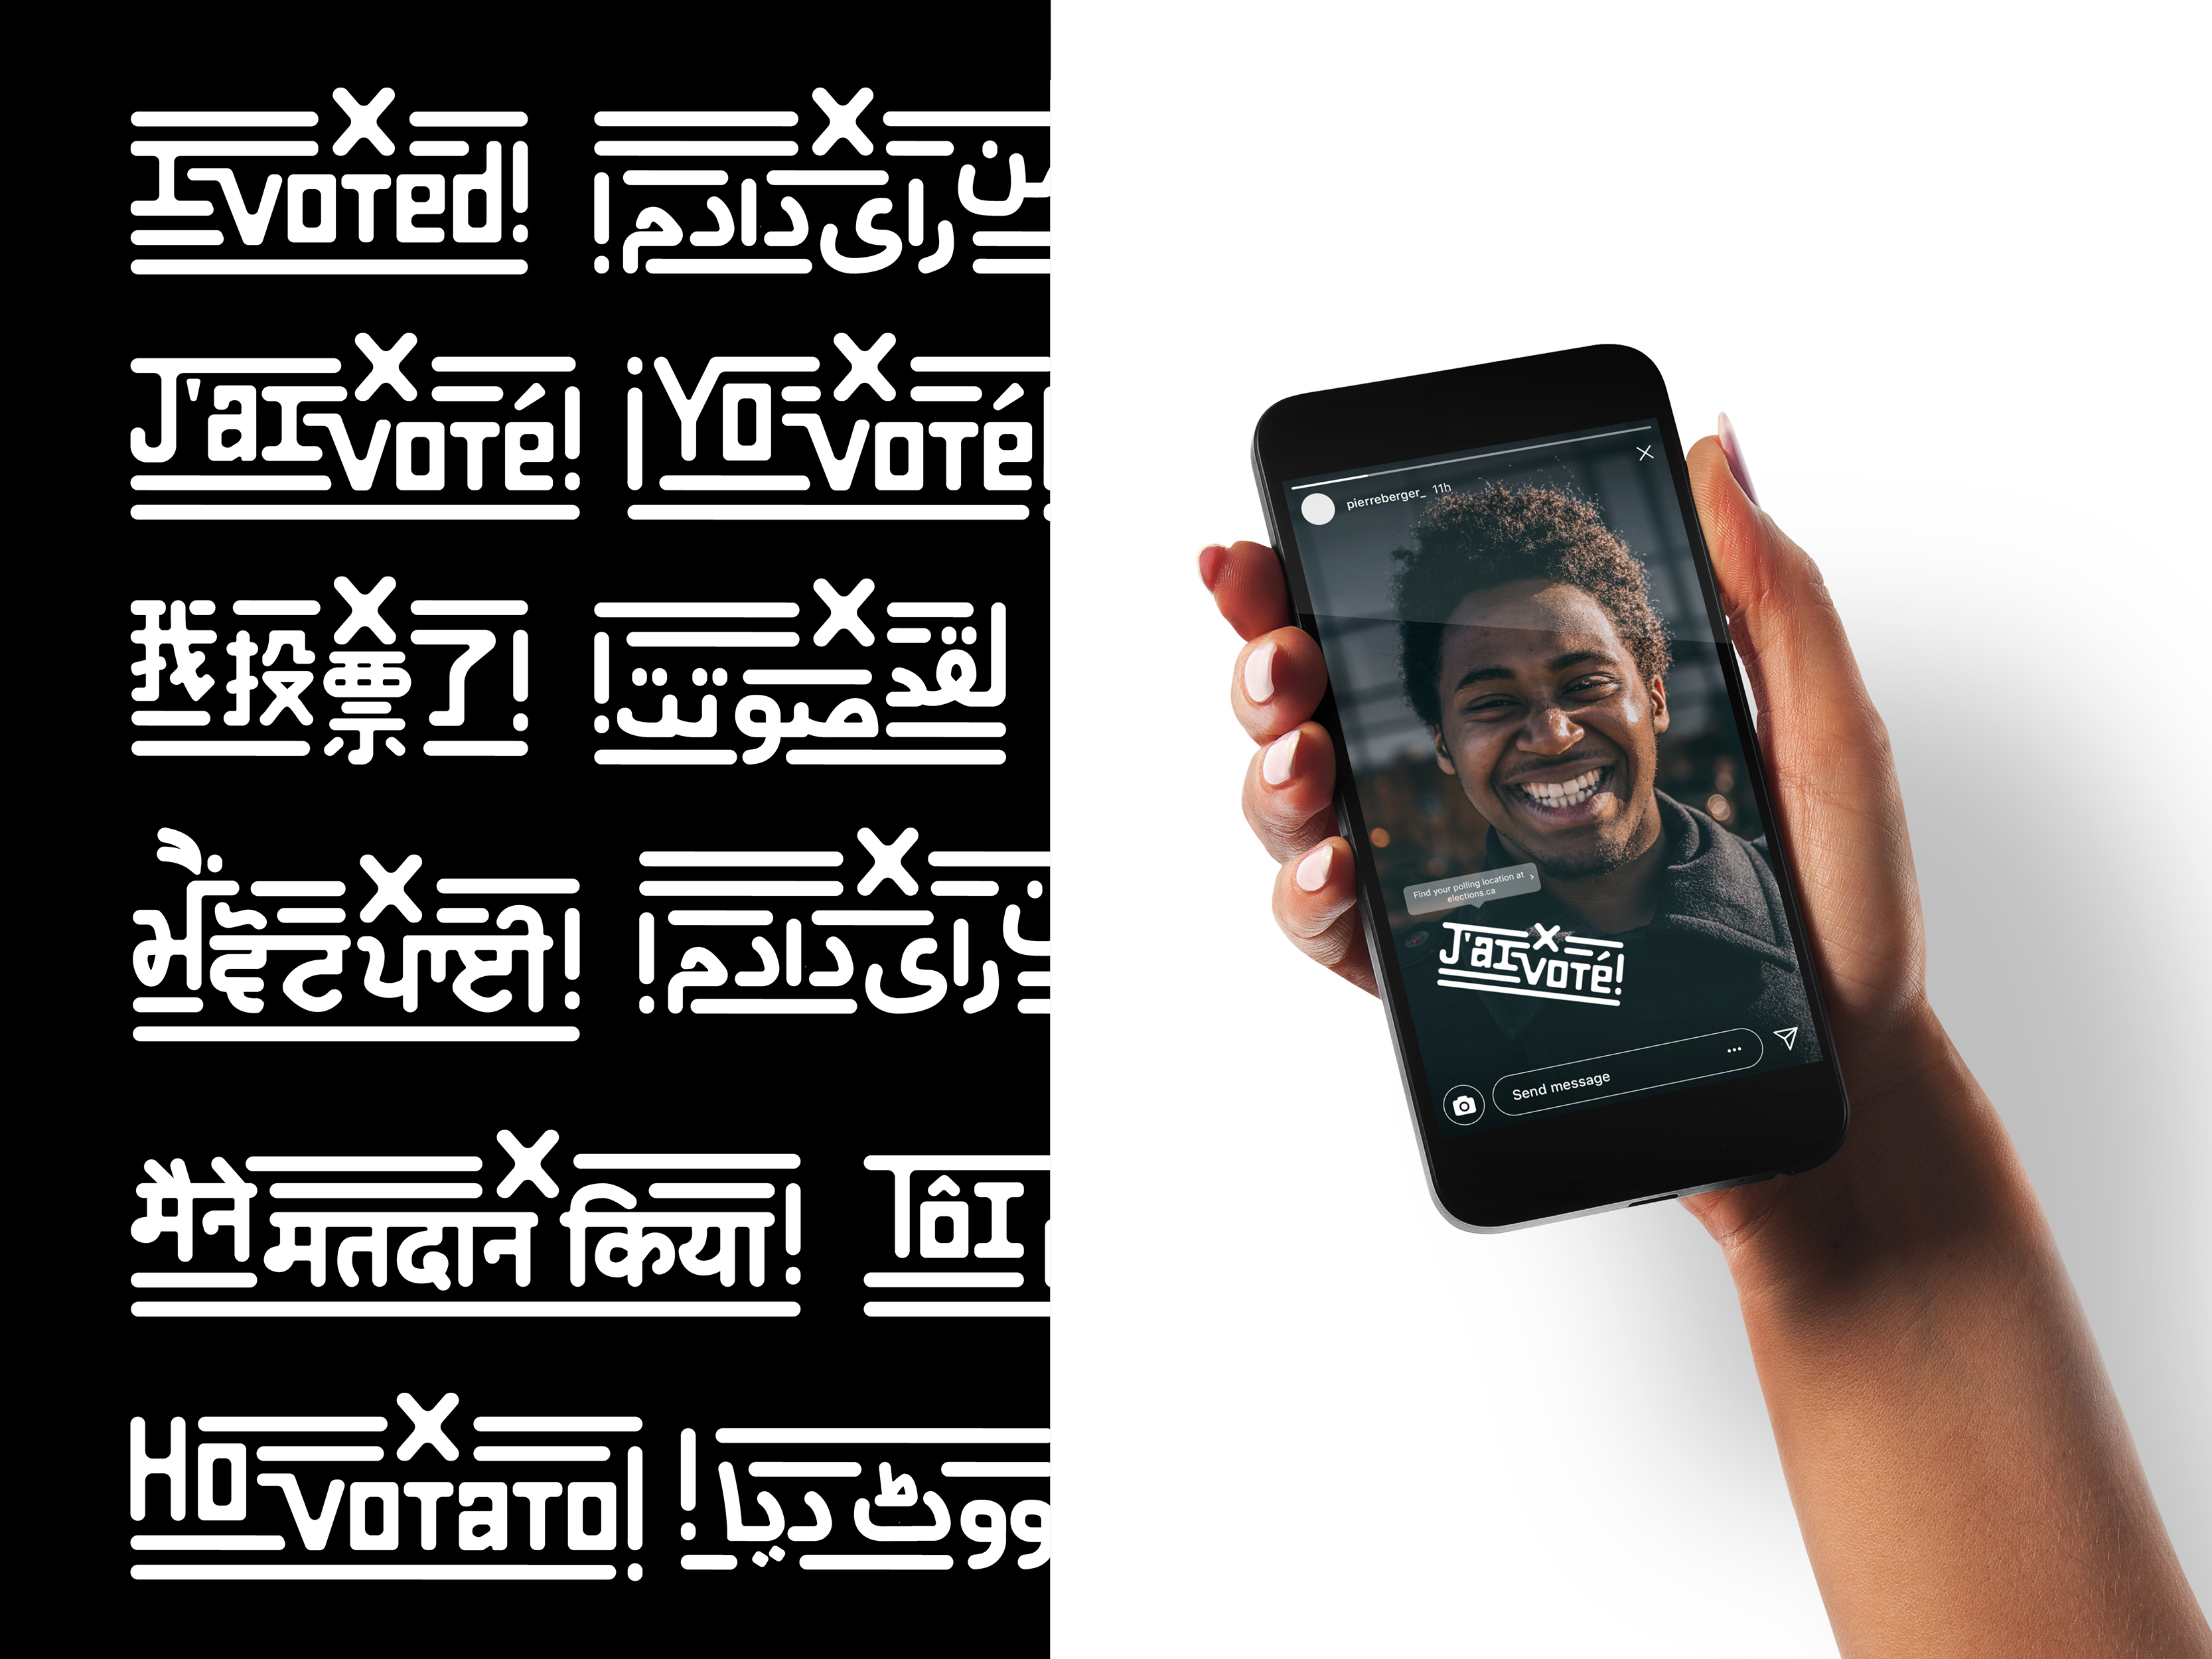 I voted!
من رای دادم!
J'ai voté!
¡Yo voté!
我投票了!
لقد صوتت!
ਮੈਂ ਵੋਟ ਪਾਈ!
رای دادم!
मैने मतदान किया!
Tôi
Ho votato!
ووٹ دیا!
pierreberger_ 11h
Find your polling location at
elections.ca
J'ai voté!
Send message